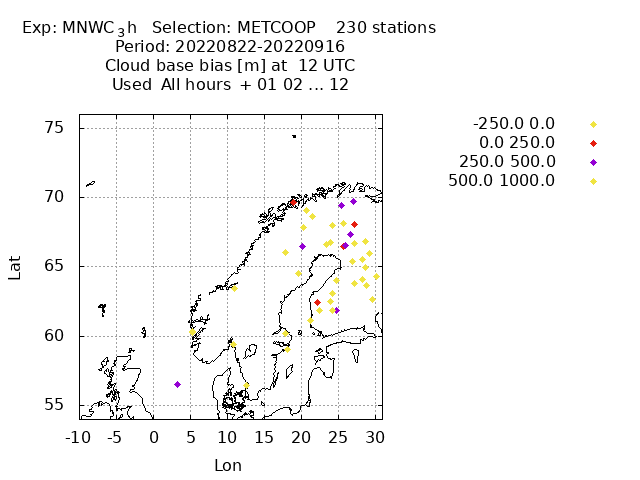 Exp: MNWC_3h   Selection: METCOOP    230 stations
Period: 20220822-20220916
Cloud base bias [m] at  12 UTC
Used  All hours  + 01 02 ... 12
-250.0 0.0
0.0 250.0
250.0 500.0
500.0 1000.0
75
70
65
60
55
Lat
-10 -5 0 5 10 15 20 25 30
Lon